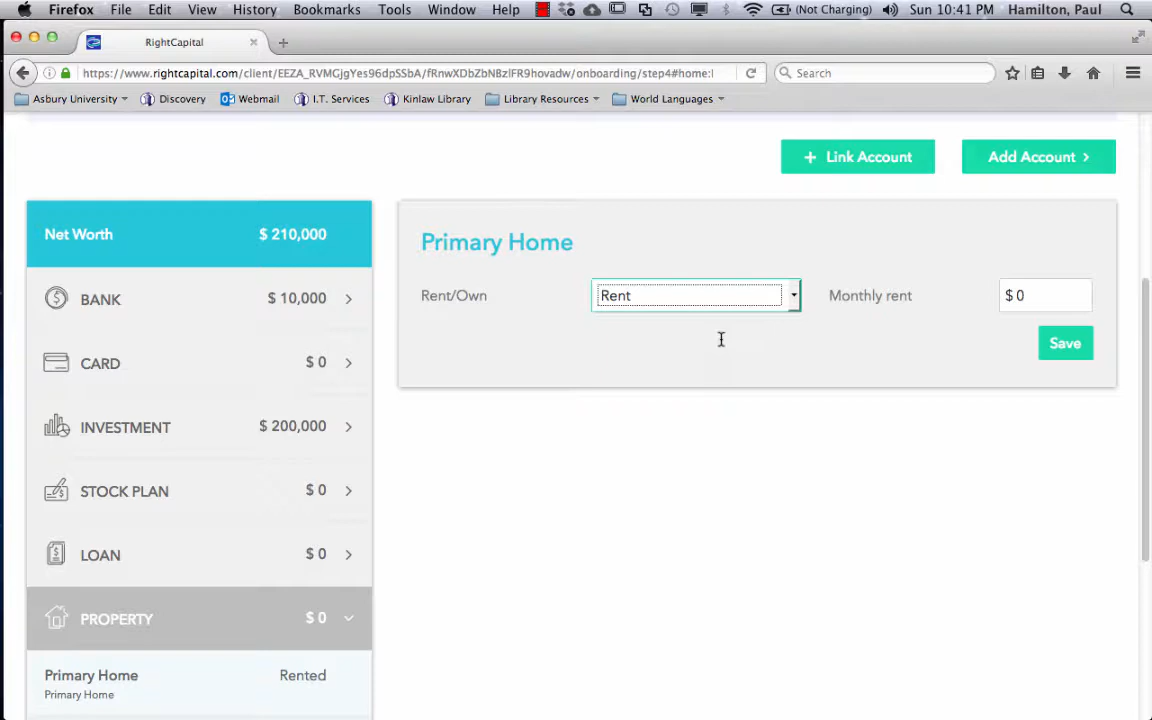 Firefox File Edit View History Bookmarks Tools Window Help (Not Charging) Sun 10:41 PM Hamilton, Paul
RightCapital
https://www.rightcapital.com/client/EEZA_RVMGjgYes96dpSSbA/fRnwXDbZbNBzlFR9hovadw/onboarding/step4#home:l
Search
Asbury University Discovery Webmail I.T. Services Kinlaw Library Library Resources World Languages
+ Link Account
Add Account >
Net Worth $ 210,000
BANK $ 10,000
CARD $ 0
INVESTMENT $ 200,000
STOCK PLAN $ 0
LOAN $ 0
PROPERTY $ 0
Primary Home Rented
Primary Home
Primary Home
Rent/Own Rent Monthly rent $ 0
Save